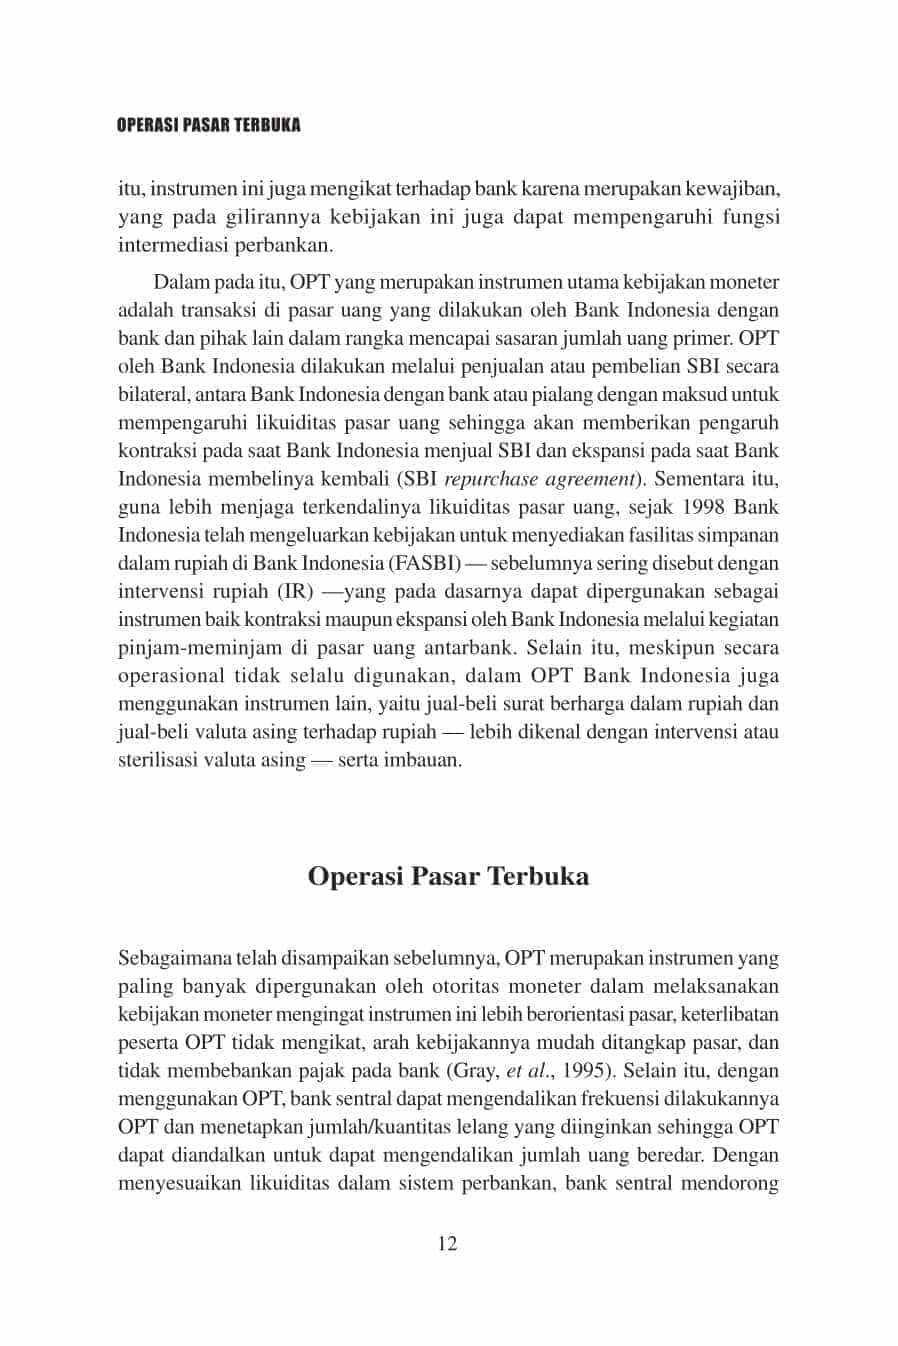 OPERASI PASAR TERBUKA
itu, instrumen ini juga mengikat terhadap bank karena merupakan kewajiban,
yang pada gilirannya kebijakan ini juga dapat mempengaruhi fungsi
intermediasi perbankan.
Dalam pada itu, OPT yang merupakan instrumen utama kebijakan moneter
adalah transaksi di pasar uang yang dilakukan oleh Bank Indonesia dengan
bank dan pihak lain dalam rangka mencapai sasaran jumlah uang primer. OPT
oleh Bank Indonesia dilakukan melalui penjualan atau pembelian SBI secara
bilateral, antara Bank Indonesia dengan bank atau pialang dengan maksud untuk
mempengaruhi likuiditas pasar uang sehingga akan memberikan pengaruh
kontraksi pada saat Bank Indonesia menjual SBI dan ekspansi pada saat Bank
Indonesia membelinya kembali (SBI repurchase agreement). Sementara itu,
guna lebih menjaga terkendalinya likuiditas pasar uang, sejak 1998 Bank
Indonesia telah mengeluarkan kebijakan untuk menyediakan fasilitas simpanan
dalam rupiah di Bank Indonesia (FASBI) — sebelumnya sering disebut dengan
intervensi rupiah (IR) —yang pada dasarnya dapat dipergunakan sebagai
instrumen baik kontraksi maupun ekspansi oleh Bank Indonesia melalui kegiatan
pinjam-meminjam di pasar uang antarbank. Selain itu, meskipun secara
operasional tidak selalu digunakan, dalam OPT Bank Indonesia juga
menggunakan instrumen lain, yaitu jual-beli surat berharga dalam rupiah dan
jual-beli valuta asing terhadap rupiah — lebih dikenal dengan intervensi atau
sterilisasi valuta asing — serta imbauan.
Operasi Pasar Terbuka
Sebagaimana telah disampaikan sebelumnya, OPT merupakan instrumen yang
paling banyak dipergunakan oleh otoritas moneter dalam melaksanakan
kebijakan moneter mengingat instrumen ini lebih berorientasi pasar, keterlibatan
peserta OPT tidak mengikat, arah kebijakannya mudah ditangkap pasar, dan
tidak membebankan pajak pada bank (Gray, et al., 1995). Selain itu, dengan
menggunakan OPT, bank sentral dapat mengendalikan frekuensi dilakukannya
OPT dan menetapkan jumlah/kuantitas lelang yang diinginkan sehingga OPT
dapat diandalkan untuk dapat mengendalikan jumlah uang beredar. Dengan
menyesuaikan likuiditas dalam sistem perbankan, bank sentral mendorong
12